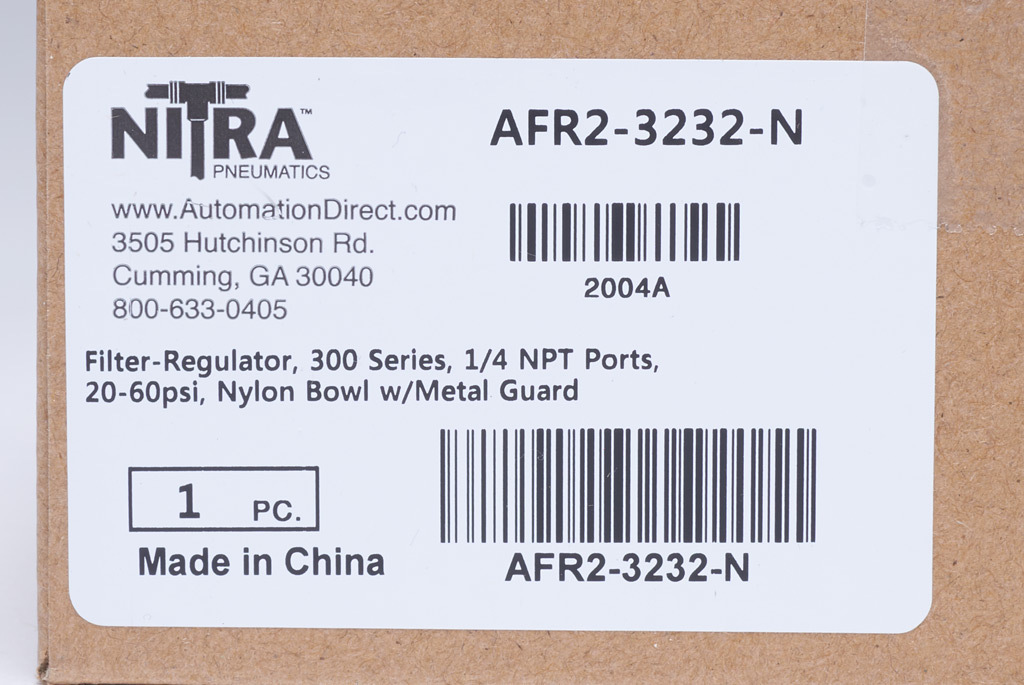 NITRA™
PNEUMATICS
AFR2-3232-N
www.AutomationDirect.com
3505 Hutchinson Rd.
Cumming, GA 30040
800-633-0405
2004A
Filter-Regulator, 300 Series, 1/4 NPT Ports,
20-60psi, Nylon Bowl w/Metal Guard
1 PC.
Made in China
AFR2-3232-N